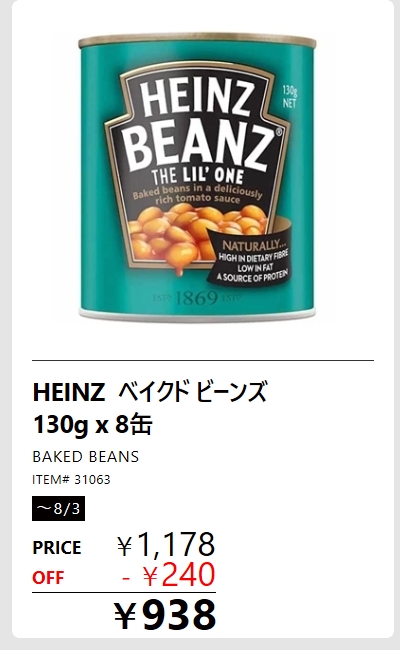 130g
NET
HEINZ
BEANZ®
THE LIL' ONE
Baked beans in a deliciously
rich tomato sauce
NATURALLY...
HIGH IN DIETARY FIBRE
LOW IN FAT
A SOURCE OF PROTEIN
ESTD 1869 ESTD
HEINZ ベイクド ビーンズ
130g x 8缶
BAKED BEANS
ITEM# 31063
～8/3
PRICE ¥1,178
OFF - ¥240
¥938